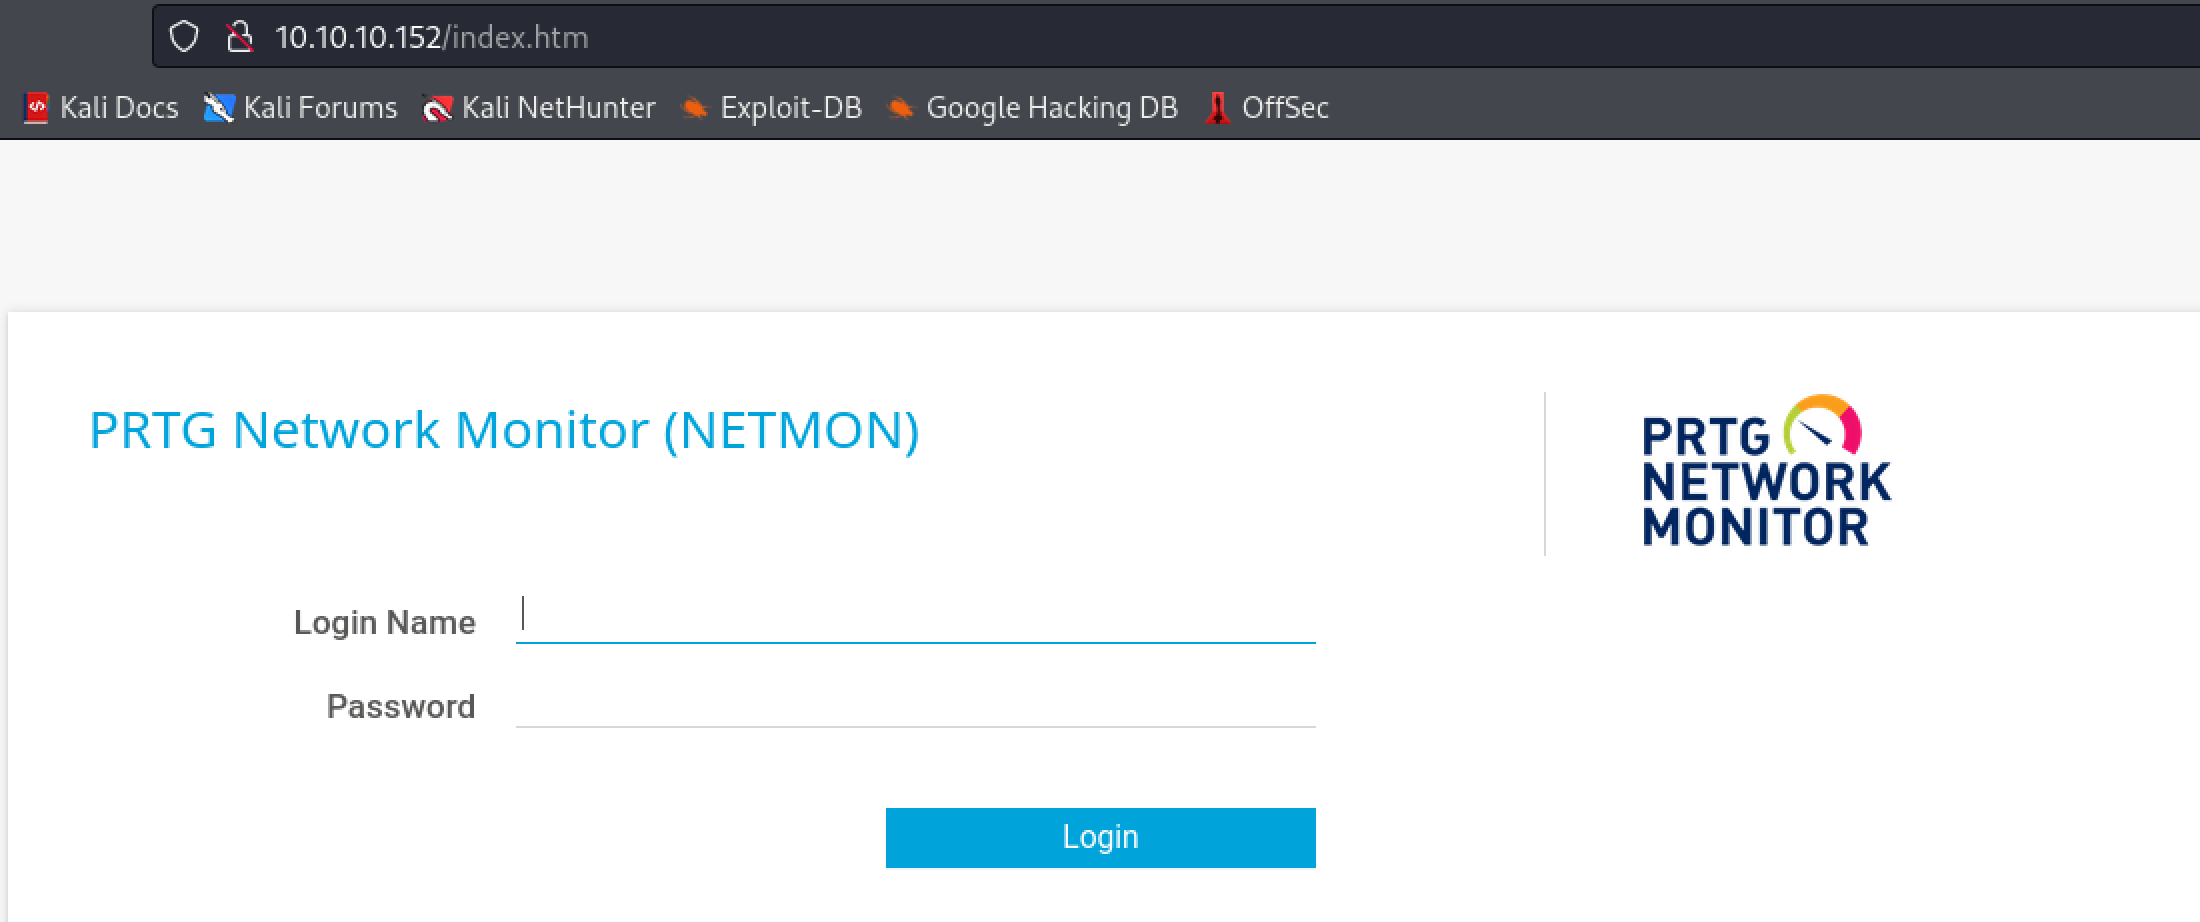 10.10.10.152/index.htm
Kali Docs Kali Forums Kali NetHunter Exploit-DB Google Hacking DB OffSec
PRTG Network Monitor (NETMON)
PRTG
NETWORK
MONITOR
Login Name
Password
Login